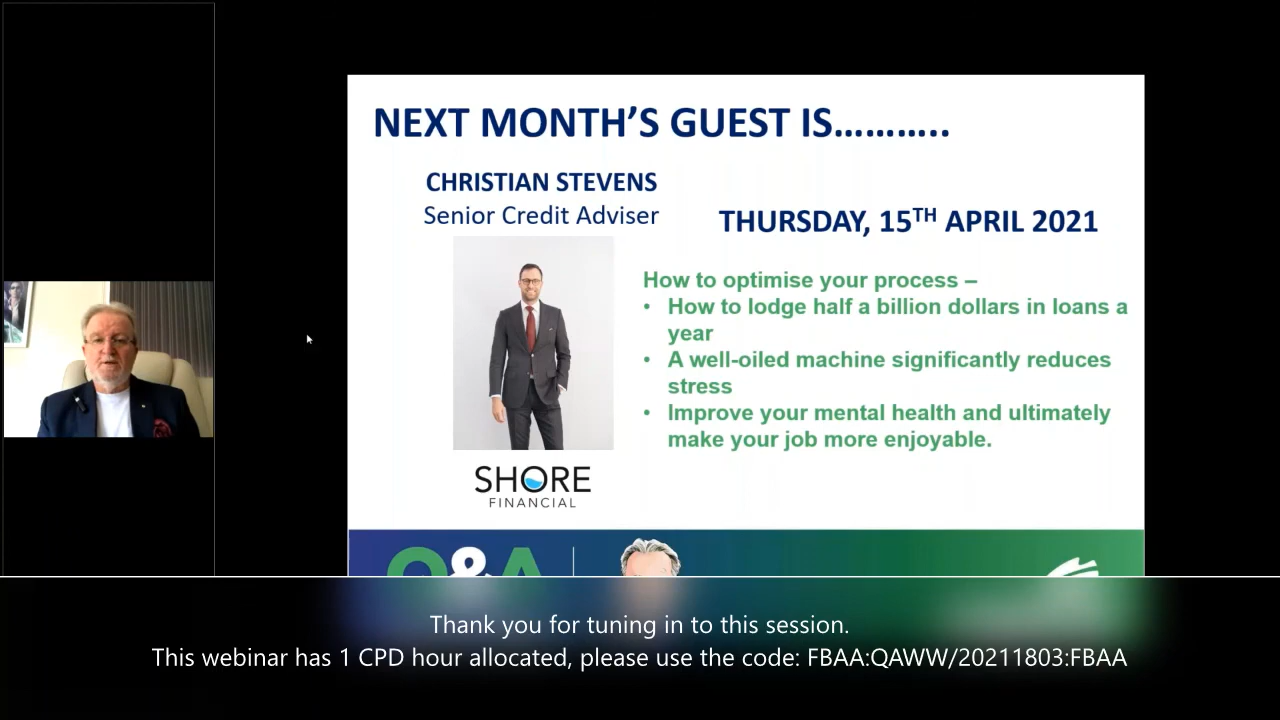 NEXT MONTH'S GUEST IS………..
CHRISTIAN STEVENS
Senior Credit Adviser
THURSDAY, 15TH APRIL 2021
How to optimise your process –
• How to lodge half a billion dollars in loans a
year
• A well-oiled machine significantly reduces
stress
• Improve your mental health and ultimately
make your job more enjoyable.
SHORE
FINANCIAL
Q&A
Thank you for tuning in to this session.
This webinar has 1 CPD hour allocated, please use the code: FBAA:QAWW/20211803:FBAA